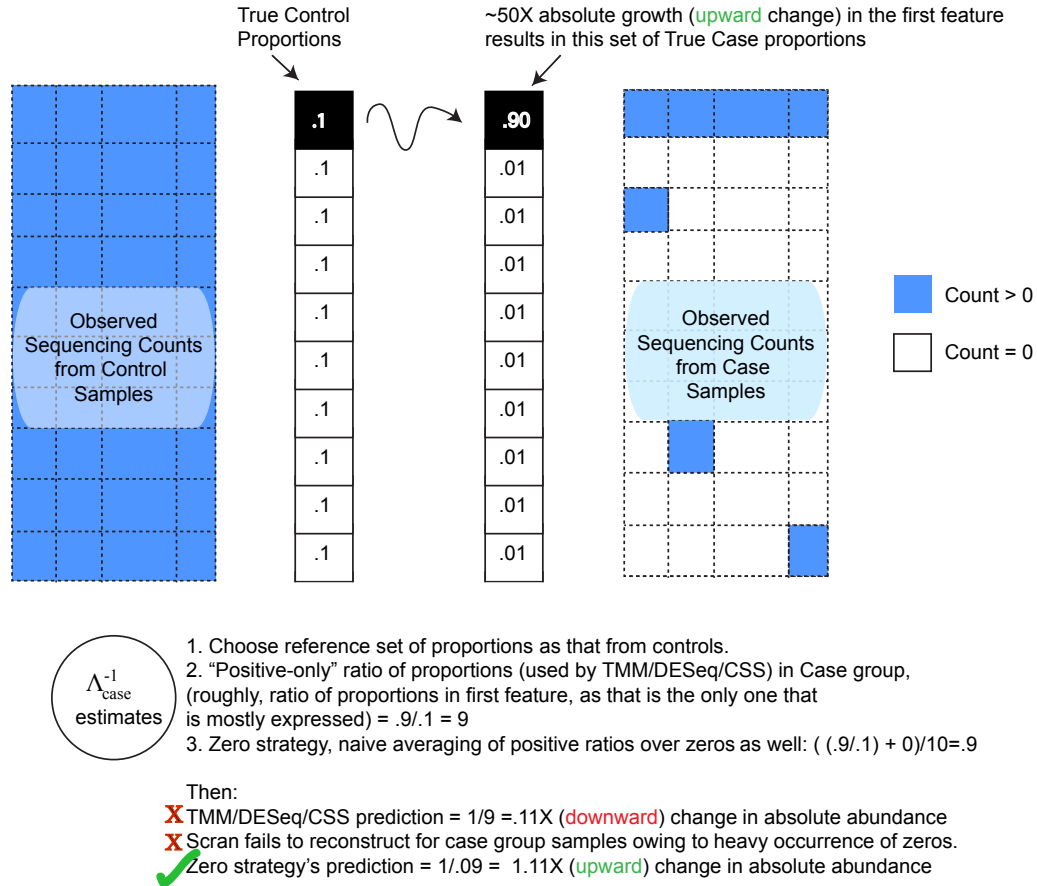 True Control
Proportions
~50X absolute growth (upward change) in the first feature
results in this set of True Case proportions
.1
.1
.1
.1
.1
.1
.1
.1
.1
.1
.90
.01
.01
.01
.01
.01
.01
.01
.01
.01
Observed
Sequencing Counts
from Control
Samples
Observed
Sequencing Counts
from Case
Samples
Count > 0
Count = 0
Λ-1case
estimates
1. Choose reference set of proportions as that from controls.
2. “Positive-only” ratio of proportions (used by TMM/DESeq/CSS) in Case group,
(roughly, ratio of proportions in first feature, as that is the only one that
is mostly expressed) = .9/.1 = 9
3. Zero strategy, naive averaging of positive ratios over zeros as well: ( (.9/.1) + 0)/10=.9
Then:
X TMM/DESeq/CSS prediction = 1/9 =.11X (downward) change in absolute abundance
X Scran fails to reconstruct for case group samples owing to heavy occurrence of zeros.
Zero strategy’s prediction = 1/.09 = 1.11X (upward) change in absolute abundance